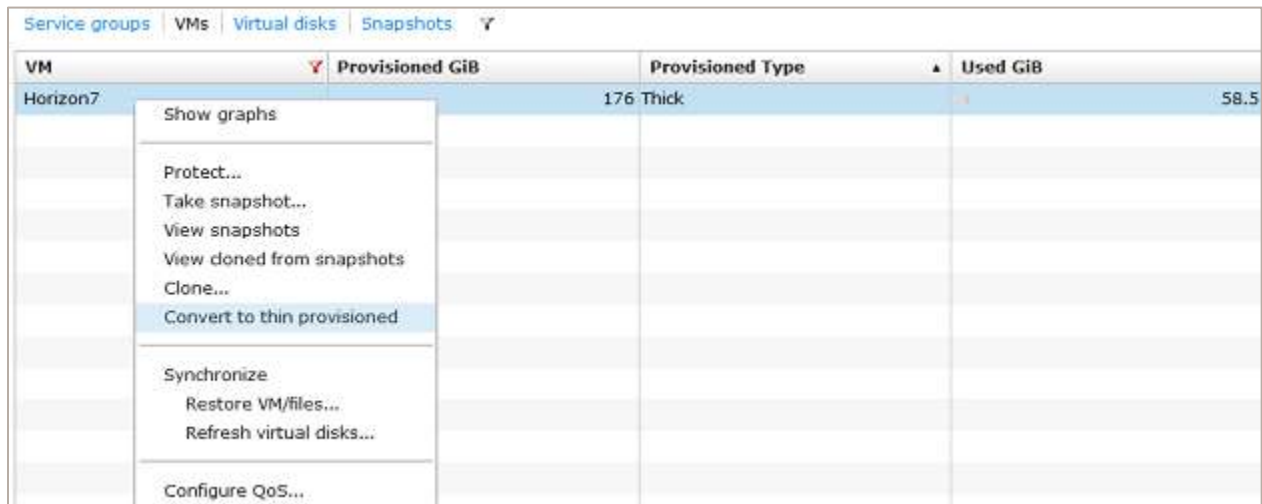 Service groups VMs Virtual disks Snapshots
VM Provisioned GiB Provisioned Type Used GiB
Horizon7 176 Thick 58.5
Show graphs
Protect...
Take snapshot...
View snapshots
View cloned from snapshots
Clone...
Convert to thin provisioned
Synchronize
Restore VM/files...
Refresh virtual disks...
Configure QoS...